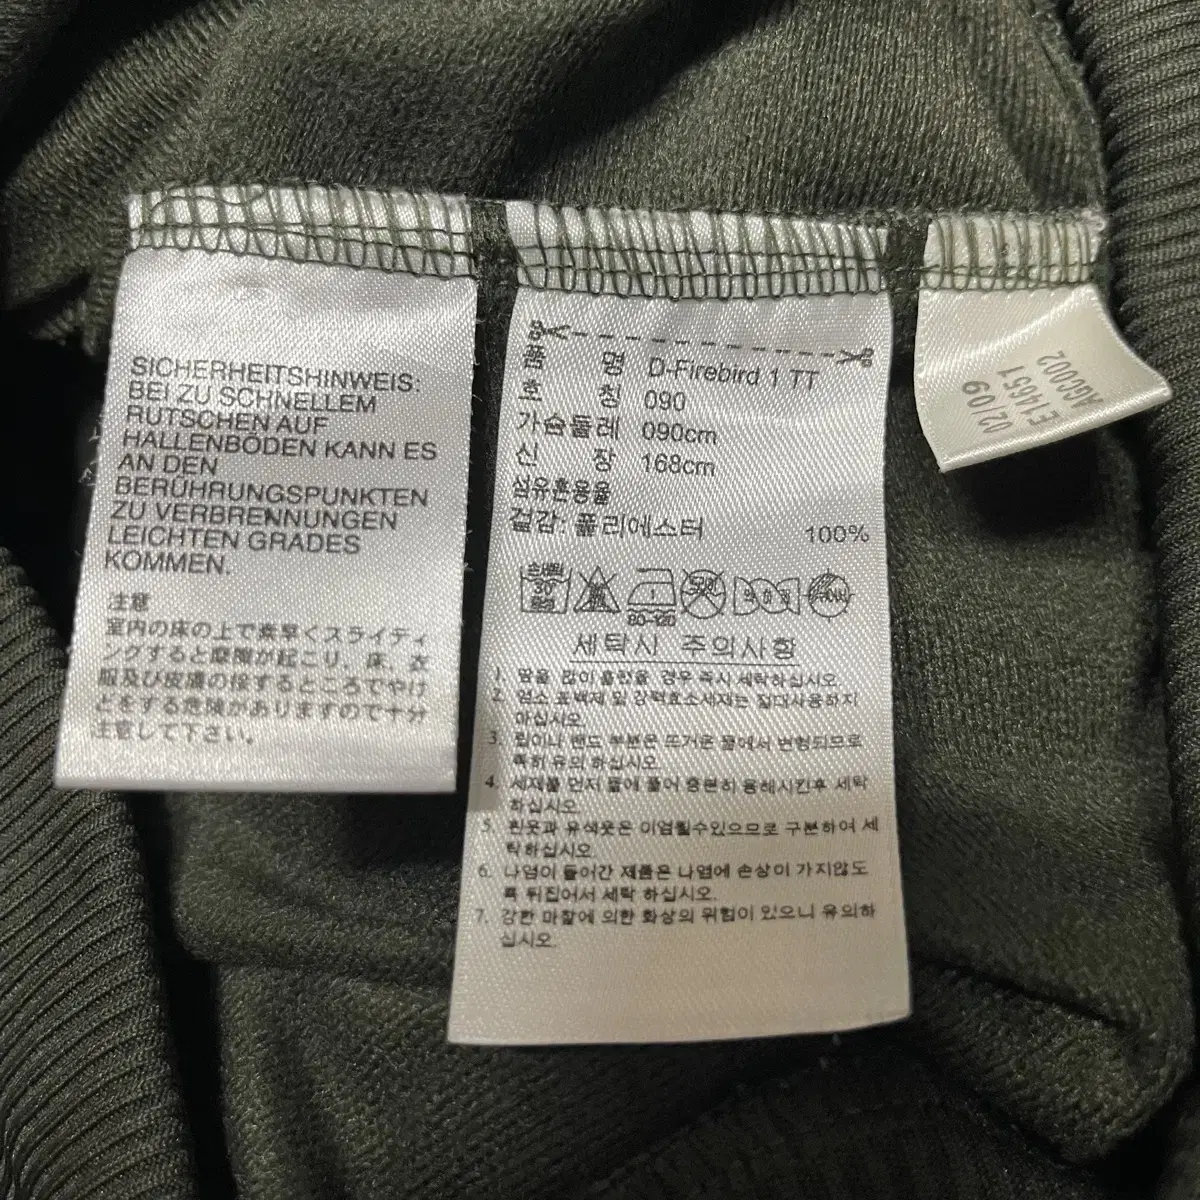 SICHERHEITSHINWEIS:
BEI ZU SCHNELLEM
RUTSCHEN AUF
HALLENBÖDEN KANN ES
AN DEN
BERÜHRUNGSPUNKTEN
ZU VERBRENNUNGEN
LEICHTEN GRADES
KOMMEN.
注意
室内の床の上で素早くスライディ
ングすると摩擦が起こり、床、衣
服及び皮膚の接するところでやけ
どをする危険がありますので十分
注意して下さい。
품 명 D-Firebird 1 TT
호 칭 090
가슴둘레 090cm
신 장 168cm
섬유혼용율
겉감: 폴리에스터 100%
손세탁
30
중성
80-120
세탁시 주의사항
1. 땀을 많이 흘렸을 경우 즉시 세탁하십시오.
2. 염소 표백제 및 강력효소세제는 절대사용하지
마십시오.
3. 립이나 밴드 부분은 뜨거운 물에서 변형되므로
특히 유의 하십시오.
4. 세제를 먼저 물에 풀어 충분히 용해시킨후 세탁
하십시오.
5. 흰옷과 유색옷은 이염될수있으므로 구분하여 세
탁하십시오.
6. 나염이 들어간 제품은 나염에 손상이 가지않도
록 뒤집어서 세탁 하십시오.
7. 강한 마찰에 의한 화상의 위험이 있으니 유의하
십시오.
02/09
E14651
AGC002